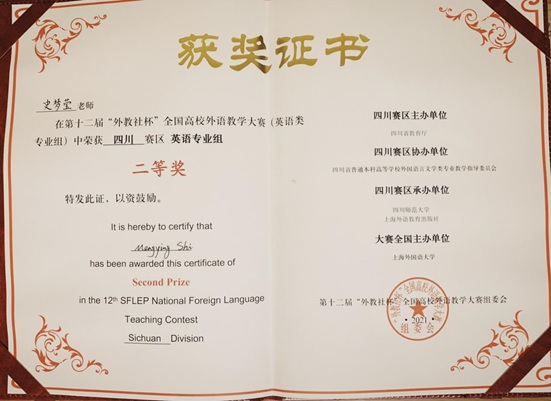 获奖证书
史梦莹 老师
在第十二届“外教社杯”全国高校外语教学大赛（英语类
专业组）中荣获 四川 赛区 英语专业组
二等奖
特发此证，以资鼓励。
It is hereby to certify that
Mengying Shi
has been awarded this certificate of
Second Prize
in the 12th SFLEP National Foreign Language
Teaching Contest
Sichuan Division
四川赛区主办单位
四川省教育厅
四川赛区协办单位
四川省普通本科高等学校外国语言文学类专业教学指导委员会
四川赛区承办单位
四川师范大学
上海外语教育出版社
大赛全国主办单位
上海外国语大学
第十二届“外教社杯”全国高校外语教学大赛组委会
组委会
2021